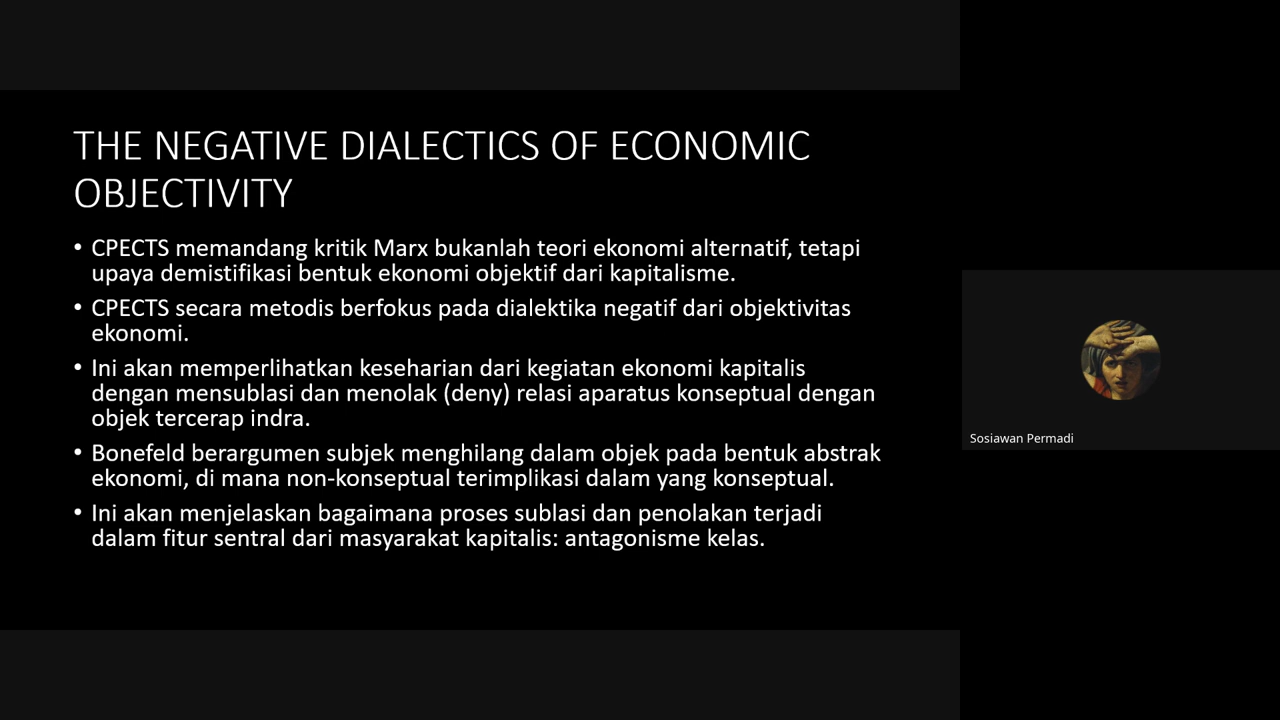 THE NEGATIVE DIALECTICS OF ECONOMIC
OBJECTIVITY
• CPECTS memandang kritik Marx bukanlah teori ekonomi alternatif, tetapi
upaya demistifikasi bentuk ekonomi objektif dari kapitalisme.
• CPECTS secara metodis berfokus pada dialektika negatif dari objektivitas
ekonomi.
• Ini akan memperlihatkan keseharian dari kegiatan ekonomi kapitalis
dengan mensublasi dan menolak (deny) relasi aparatus konseptual dengan
objek tercerap indra.
• Bonefeld berargumen subjek menghilang dalam objek pada bentuk abstrak
ekonomi, di mana non-konseptual terimplikasi dalam yang konseptual.
• Ini akan menjelaskan bagaimana proses sublasi dan penolakan terjadi
dalam fitur sentral dari masyarakat kapitalis: antagonisme kelas.
Sosiawan Permadi